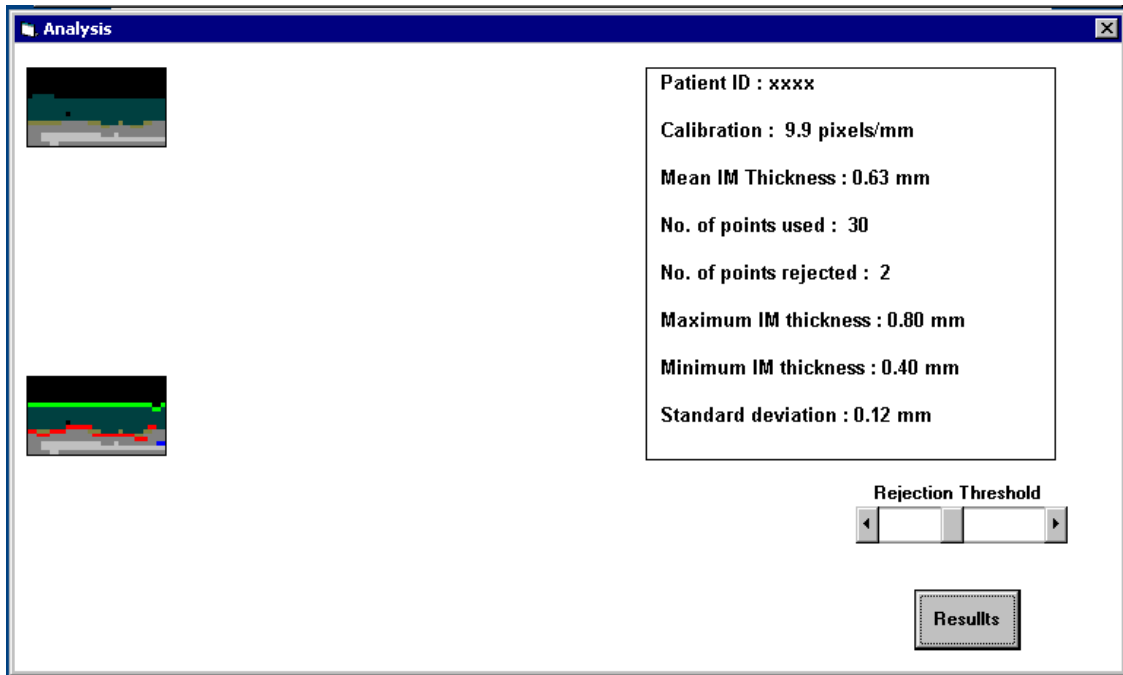 Analysis
Patient ID : xxxx
Calibration :  9.9 pixels/mm
Mean IM Thickness : 0.63 mm
No. of points used :  30
No. of points rejected :  2
Maximum IM thickness : 0.80 mm
Minimum IM thickness : 0.40 mm
Standard deviation : 0.12 mm
Rejection Threshold
Resullts